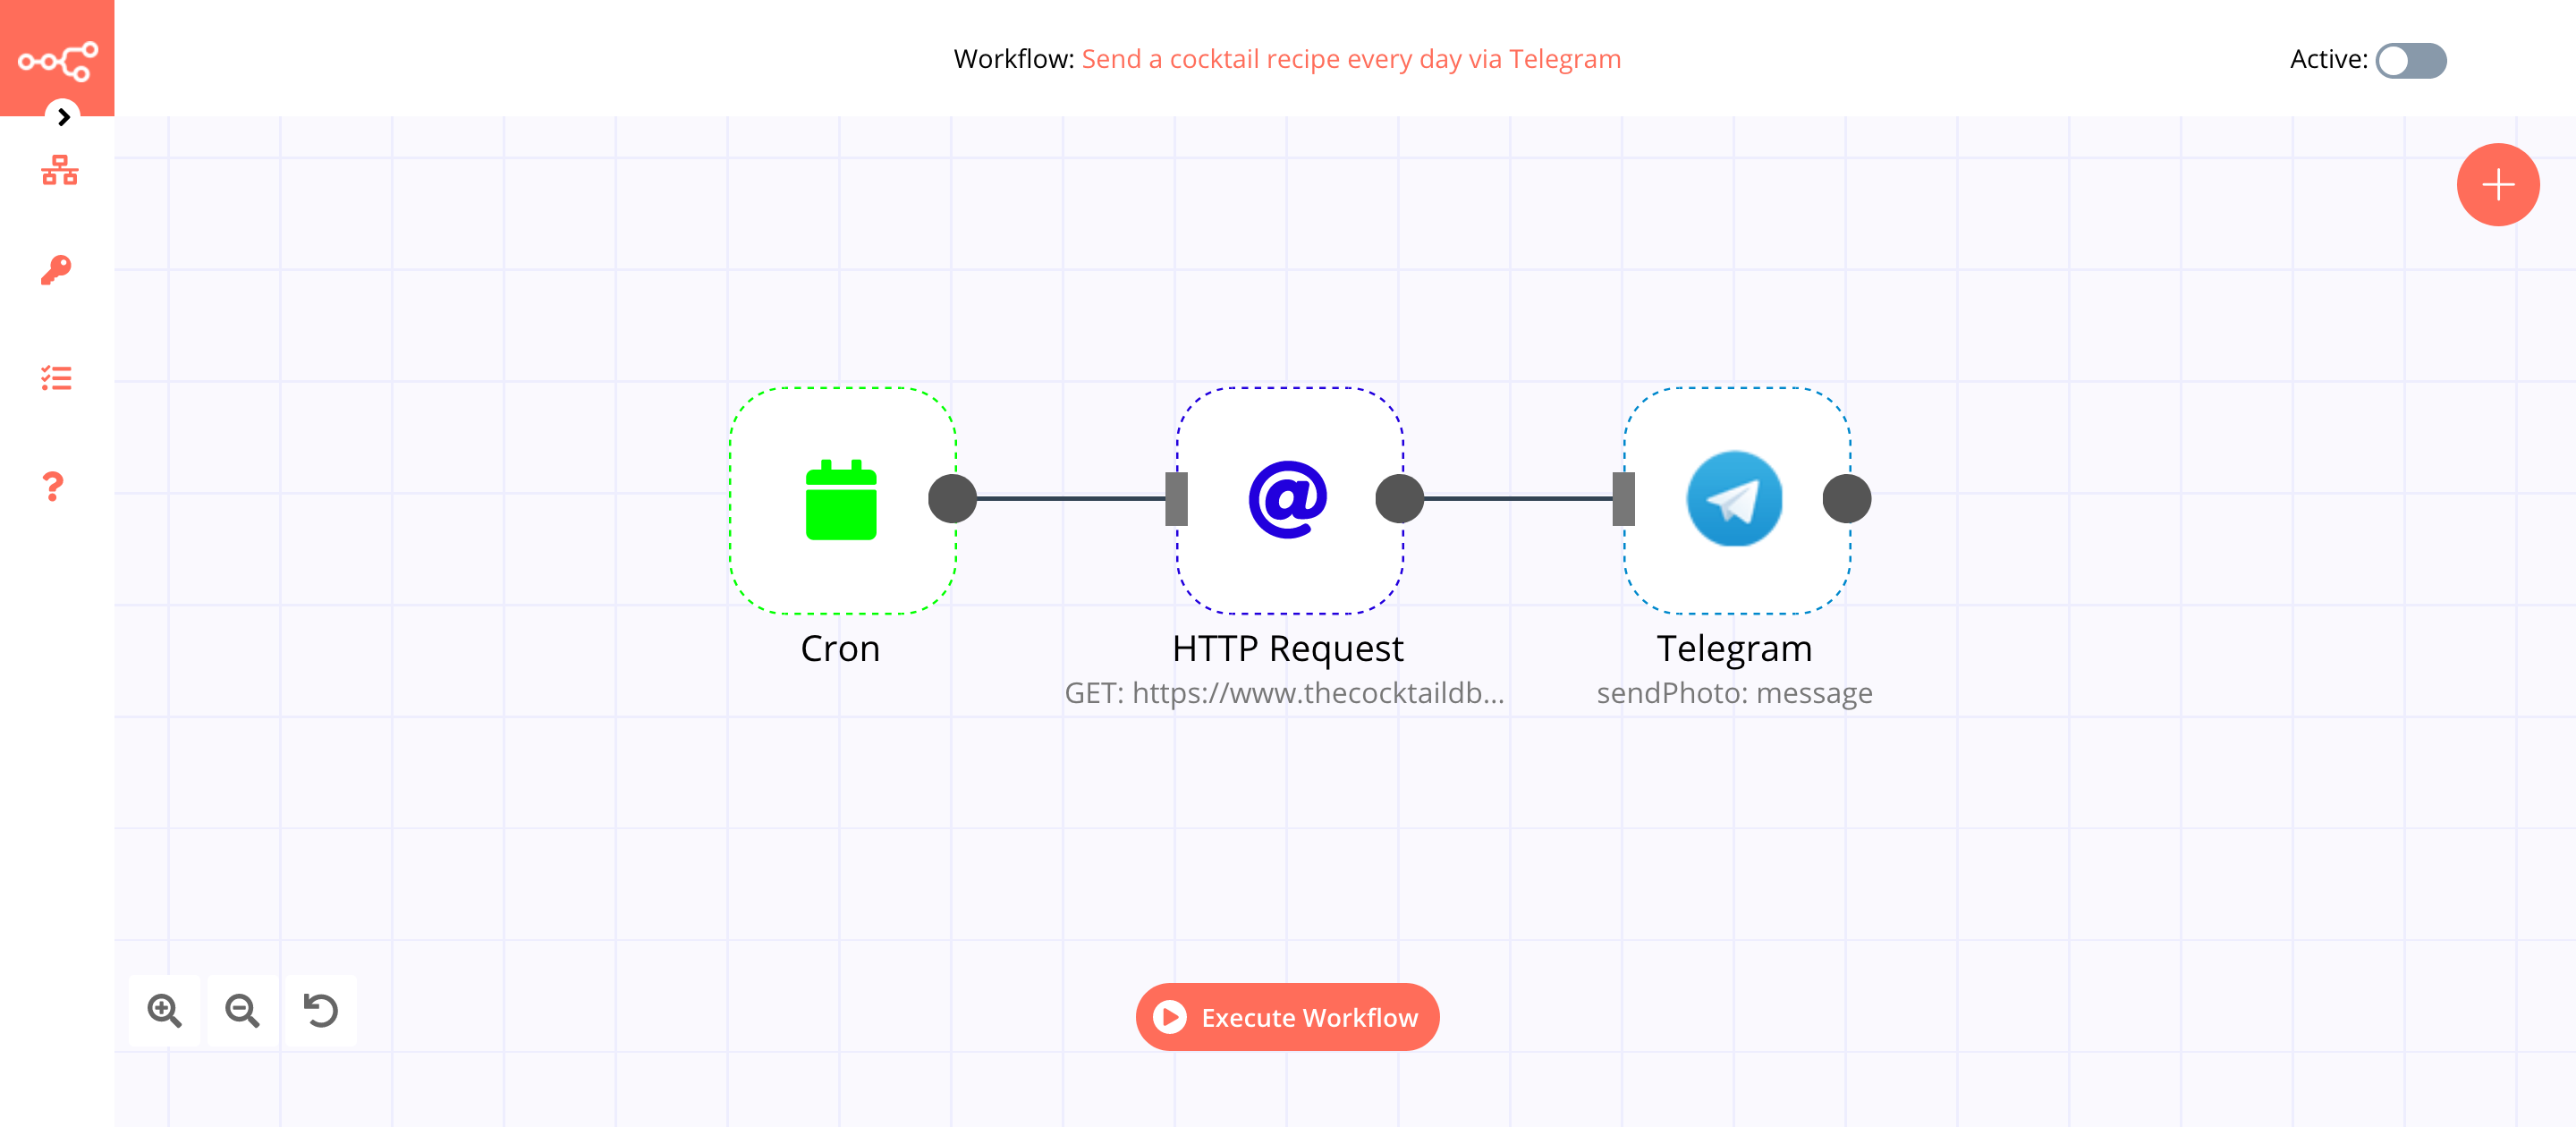 Workflow: Send a cocktail recipe every day via Telegram
Active:
Cron
HTTP Request
GET: https://www.thecocktaildb...
Telegram
sendPhoto: message
Execute Workflow